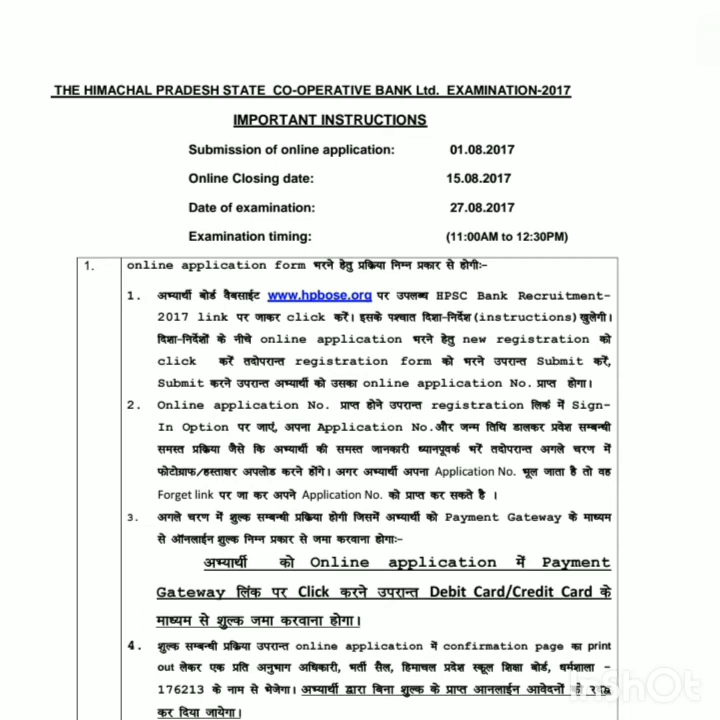 THE HIMACHAL PRADESH STATE CO-OPERATIVE BANK Ltd. EXAMINATION-2017
IMPORTANT INSTRUCTIONS
Submission of online application: 01.08.2017
Online Closing date: 15.08.2017
Date of examination: 27.08.2017
Examination timing: (11:00AM to 12:30PM)
1. online application form भरने हेतु प्रक्रिया निम्न प्रकार से होगीः-
1. अभ्यार्थी बोर्ड वैबसाईट www.hpbose.org पर उपलब्ध HPSC Bank Recruitment-
2017 link पर जाकर click करें। इसके पश्चात दिशा-निर्देश (instructions) खुलेगी।
दिशा-निर्देशों के नीचे online application भरने हेतु new registration को
click करें तदोपरान्त registration form को भरने उपरान्त Submit करें,
Submit करने उपरान्त अभ्यार्थी को उसका online application No. प्राप्त होगा।
2. Online application No. प्राप्त होने उपरान्त registration लिकं में Sign-
In Option पर जाएं, अपना Application No.और जन्म तिथि डालकर प्रवेश सम्बन्धी
समस्त प्रक्रिया जैसे कि अभ्यार्थी की समस्त जानकारी ध्यानपूवर्क भरें तदोपरान्त अगले चरण में
फोटोग्राफ/हस्ताक्षर अपलोड करने होंगे। अगर अभ्यार्थी अपना Application No. भूल जाता है तो वह
Forget link पर जा कर अपने Application No. को प्राप्त कर सकते है ।
3. अगले चरण में शुल्क सम्बन्धी प्रक्रिया होगी जिसमें अभ्यार्थी को Payment Gateway के माध्यम
से ऑनलाईन शुल्क निम्न प्रकार से जमा करवाना होगाः-
अभ्यार्थी को Online application में Payment
Gateway लिंक पर Click करने उपरान्त Debit Card/Credit Card के
माध्यम से शुल्क जमा करवाना होगा।
4. शुल्क सम्बन्धी प्रक्रिया उपरान्त online application में confirmation page का print
out लेकर एक प्रति अनुभाग अधिकारी, भर्ती सैल, हिमाचल प्रदेश स्कूल शिक्षा बोर्ड, धर्मशाला -
176213 के नाम से भेजेगा। अभ्यार्थी द्वारा बिना शुल्क के प्राप्त आनलाईन आवेदनों को रद्द
कर दिया जायेगा।
InShOt